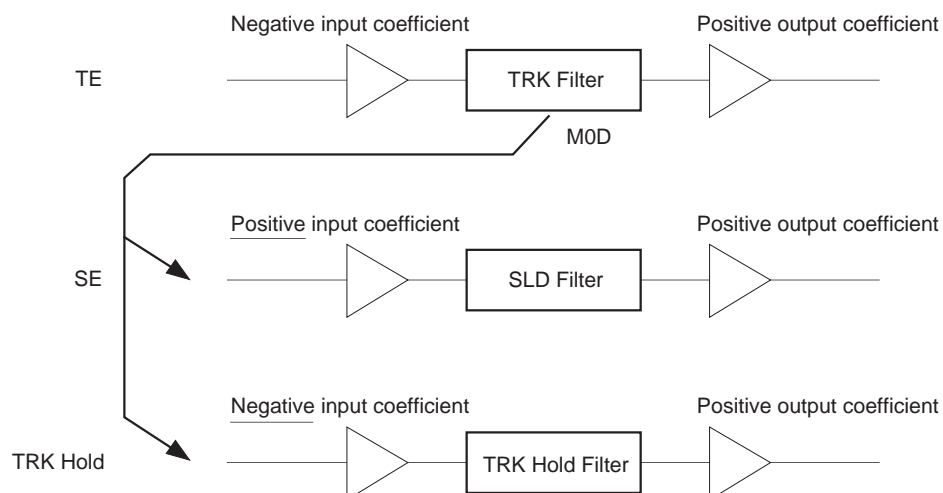 Negative input coefficient
Positive output coefficient
TE
TRK Filter
M0D
Positive input coefficient
Positive output coefficient
SE
SLD Filter
Negative input coefficient
Positive output coefficient
TRK Hold
TRK Hold Filter